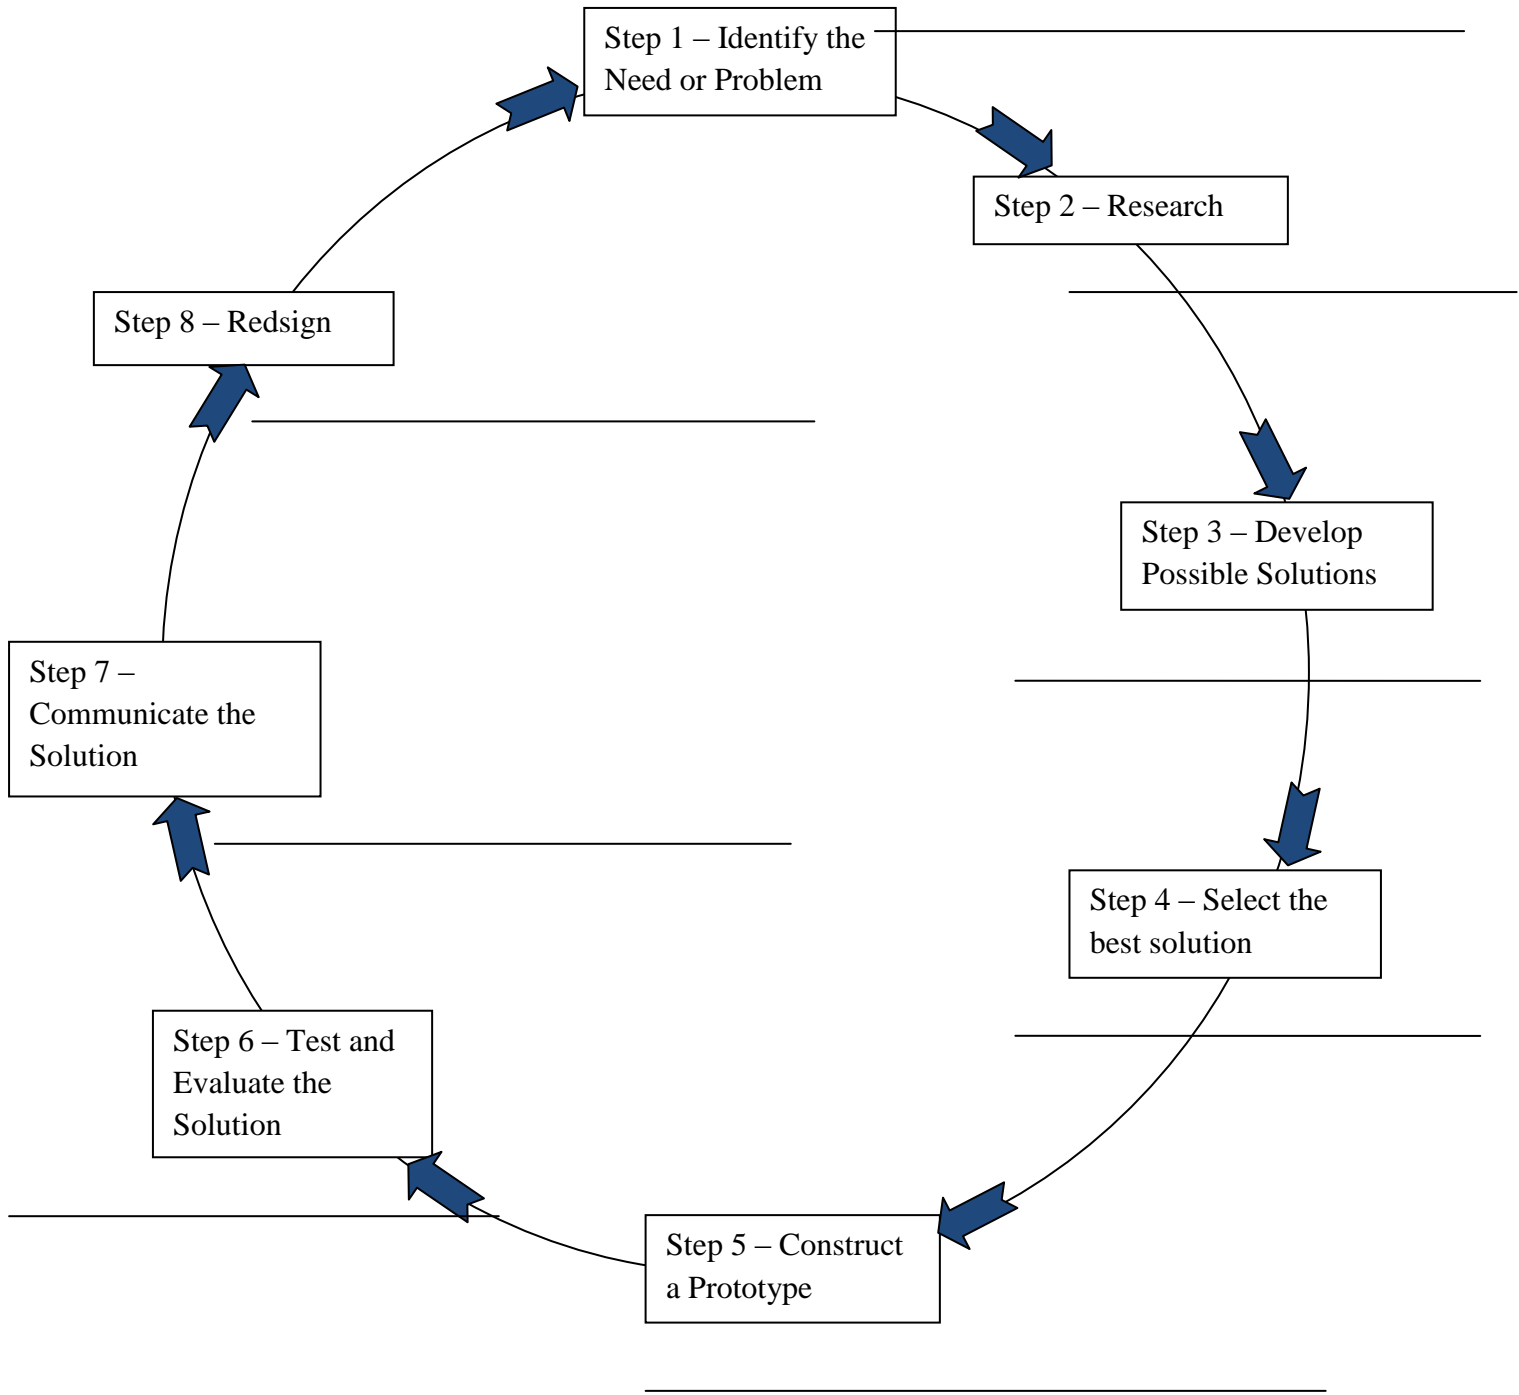 Step 1 – Identify the
Need or Problem
Step 2 – Research
Step 3 – Develop
Possible Solutions
Step 4 – Select the
best solution
Step 5 – Construct
a Prototype
Step 6 – Test and
Evaluate the
Solution
Step 7 –
Communicate the
Solution
Step 8 – Redsign